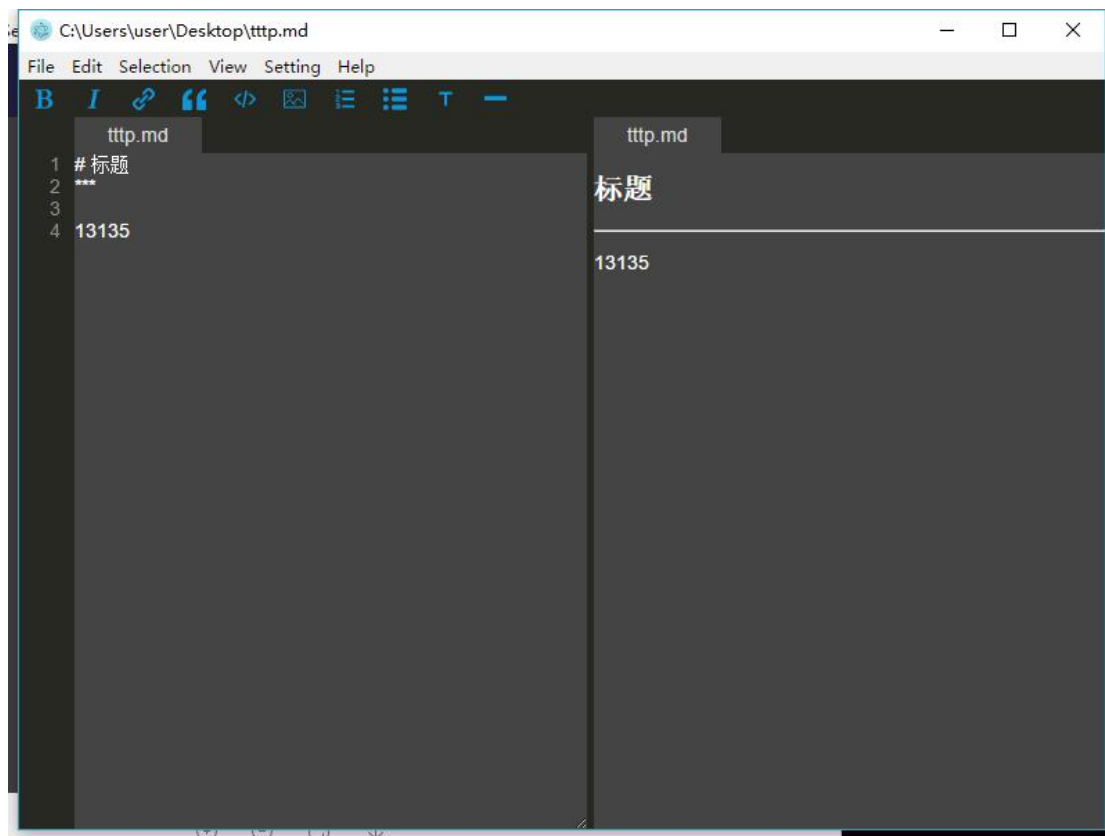 C:\Users\user\Desktop\tttp.md
File Edit Selection View Setting Help
B I T
tttp.md
1 # 标题
2 ***
3
4 13135
tttp.md
标题
13135